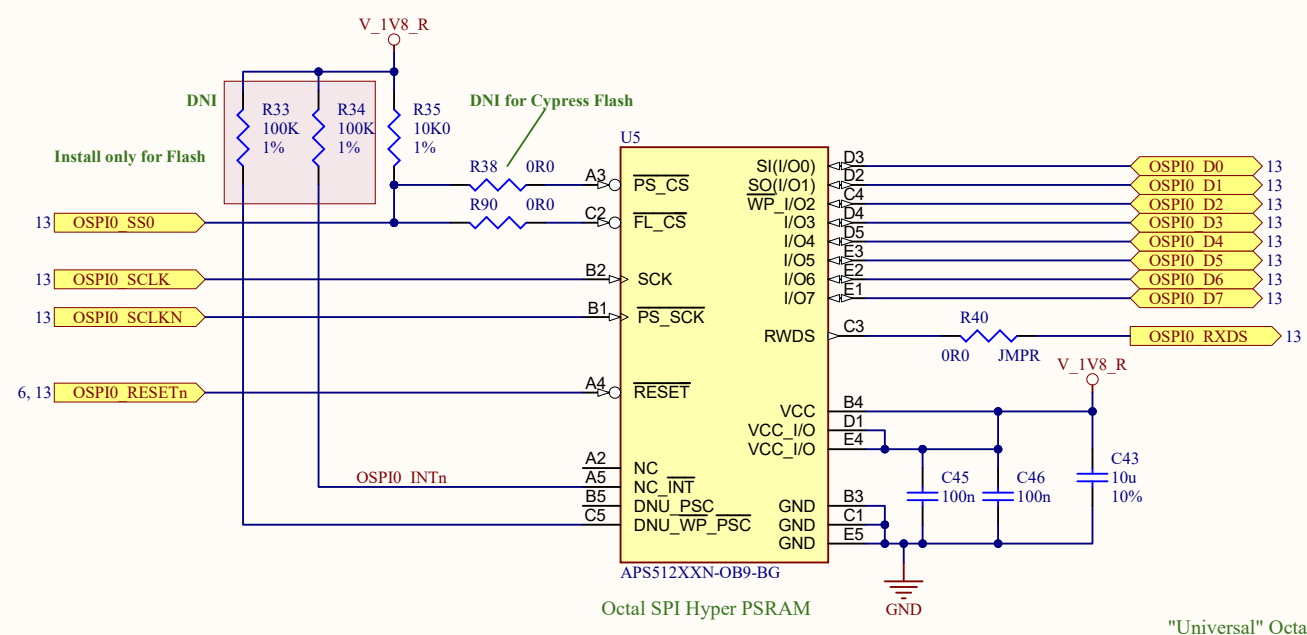 V_1V8_R
DNI
R33
100K
1%
R34
100K
1%
R35
10K0
1%
DNI for Cypress Flash
Install only for Flash
R38 0R0
R90 0R0
U5
13 OSPI0_SS0
13 OSPI0_SCLK
13 OSPI0_SCLKN
6, 13 OSPI0_RESETn
OSPI0_INTn
A3 PS_CS
C2 FL_CS
B2 SCK
B1 PS_SCK
A4 RESET
A2 NC
A5 NC_INT
B5 DNU_PSC
C5 DNU_WP_PSC
SI(I/O0) D3 OSPI0_D0 13
SO(I/O1) D2 OSPI0_D1 13
WP_I/O2 C4 OSPI0_D2 13
I/O3 D4 OSPI0_D3 13
I/O4 D5 OSPI0_D4 13
I/O5 E3 OSPI0_D5 13
I/O6 E2 OSPI0_D6 13
I/O7 E1 OSPI0_D7 13
RWDS C3 OSPI0_RXDS 13
R40
0R0 JMPR
V_1V8_R
VCC B4
VCC_I/O D1
VCC_I/O E4
GND B3
GND C1
GND E5
C45
100n
C46
100n
C43
10u
10%
GND
APS512XXN-OB9-BG
Octal SPI Hyper PSRAM
"Universal" Octa